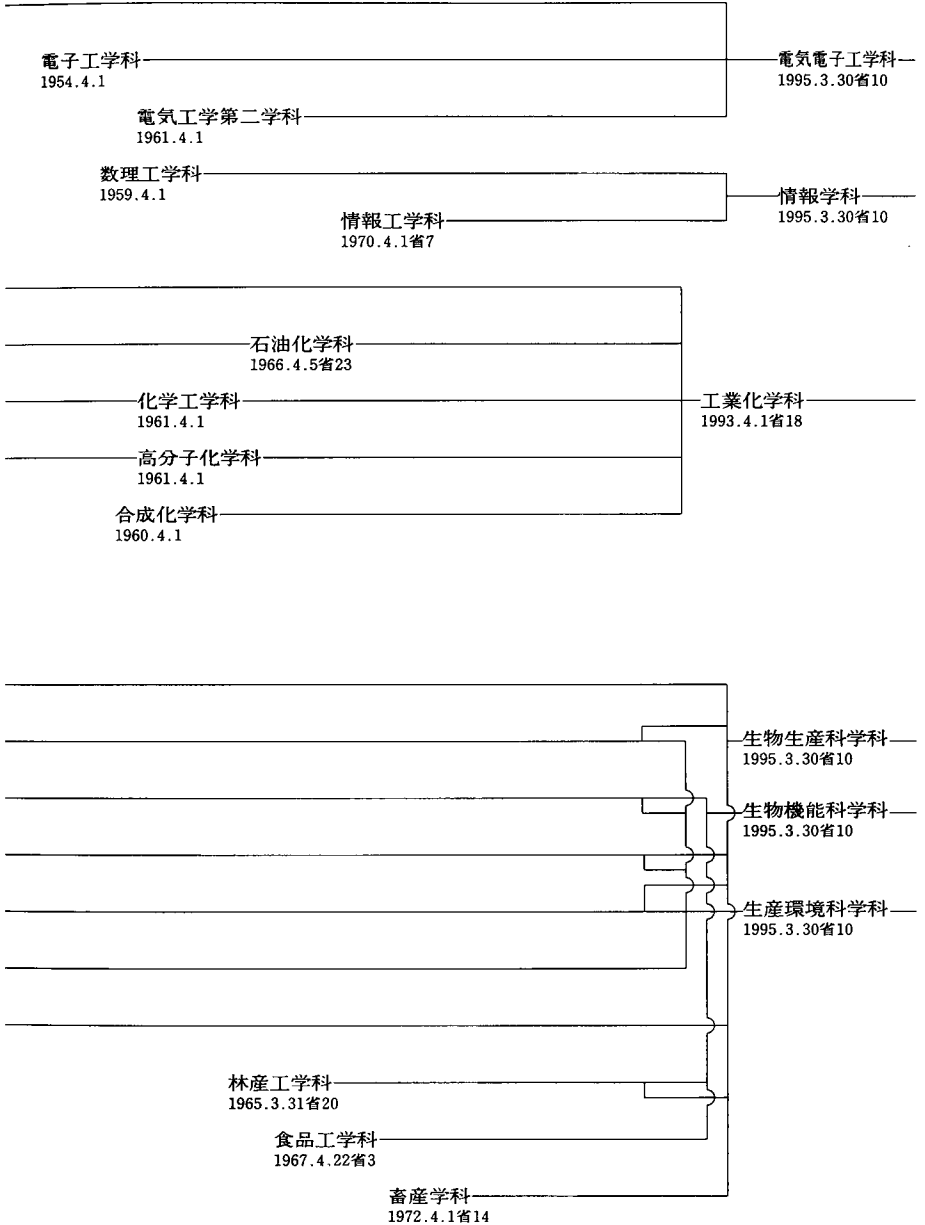 電子工学科
1954.4.1
電気電子工学科
1995.3.30省10
電気工学第二学科
1961.4.1
数理工学科
1959.4.1
情報学科
1995.3.30省10
情報工学科
1970.4.1省7
石油化学科
1966.4.5省23
化学工学科
1961.4.1
工業化学科
1993.4.1省18
高分子化学科
1961.4.1
合成化学科
1960.4.1
生物生産科学科
1995.3.30省10
生物機能科学科
1995.3.30省10
生産環境科学科
1995.3.30省10
林産工学科
1965.3.31省20
食品工学科
1967.4.22省3
畜産学科
1972.4.1省14